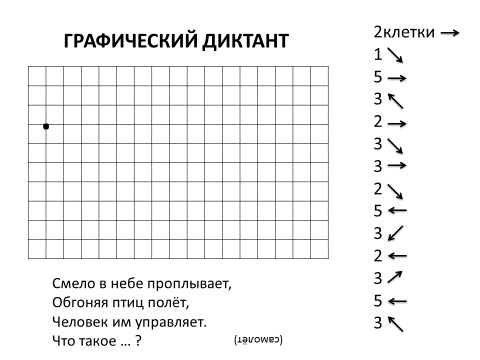 ГРАФИЧЕСКИЙ ДИКТАНТ
2клетки →
1 ↘
5 →
3 ↖
2 →
3 ↘
3 →
2 ↘
5 ←
3 ↙
2 ←
3 ↗
5 ←
3 ↖
Смело в небе проплывает,
Обгоняя птиц полёт,
Человек им управляет.
Что такое ... ?
(самолёт)